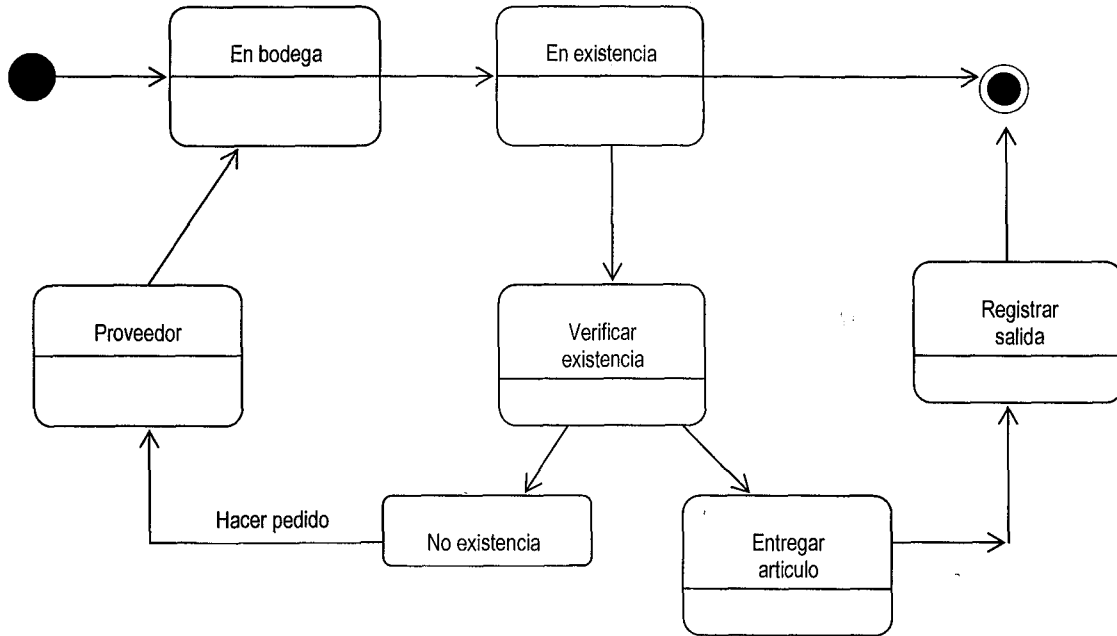 En bodega
En existencia
Proveedor
Verificar
existencia
Registrar
salida
Hacer pedido
No existencia
Entregar
articulo